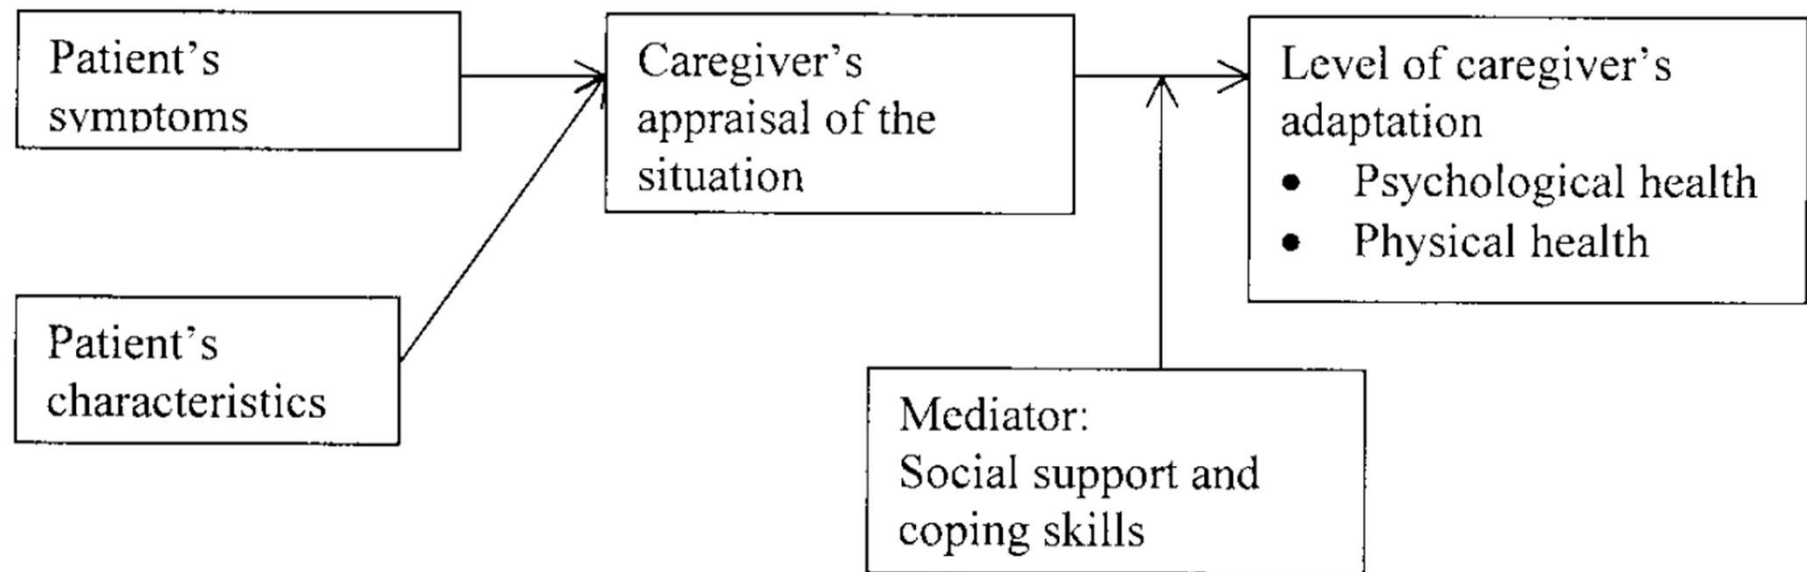 Patient's
symptoms
Caregiver's
appraisal of the
situation
Level of caregiver's
adaptation
• Psychological health
• Physical health
Patient's
characteristics
Mediator:
Social support and
coping skills